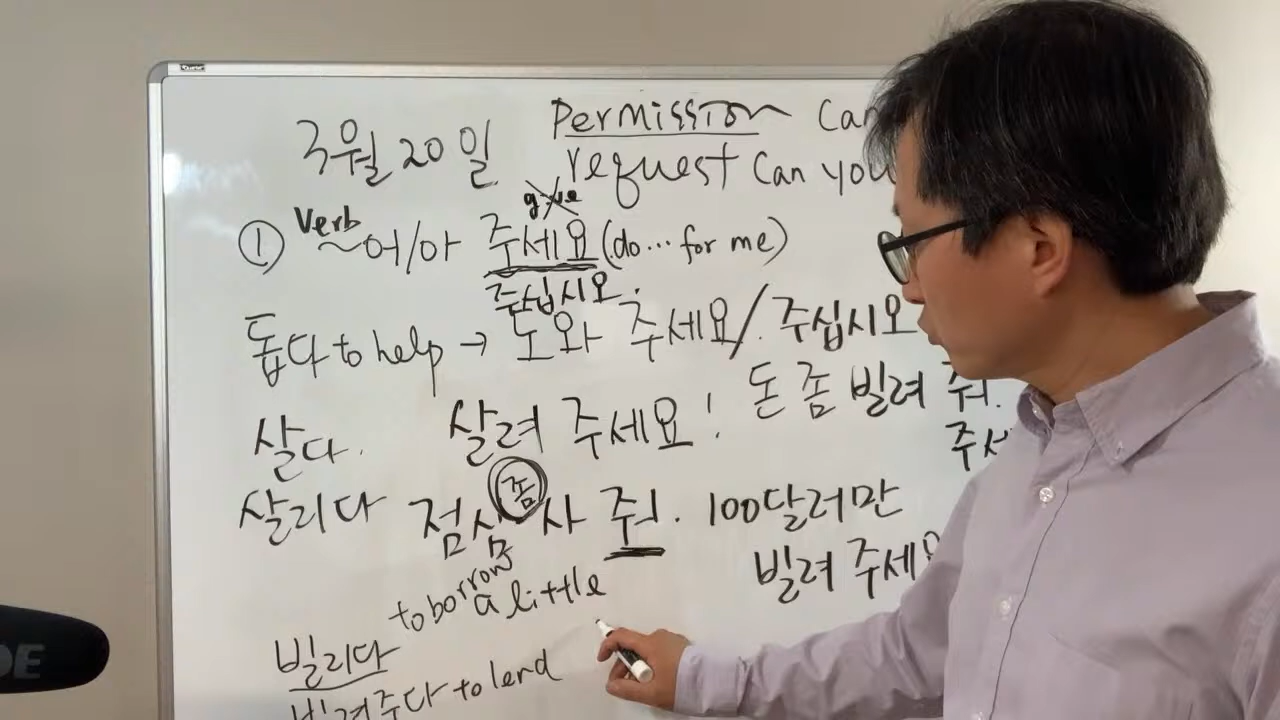 3월 20일
Permission Can
request Can you
give
① Verb ~어/아 주세요 (do... for me)
주십시오.
돕다 to help → 도와 주세요/. 주십시오
돈 좀 빌려 줘.
살다. 살려 주세요!
살리다 점심 좀 사 줘. 100달러만
빌려 주세요
to borrow
a little
빌리다
빌려주다 to lend